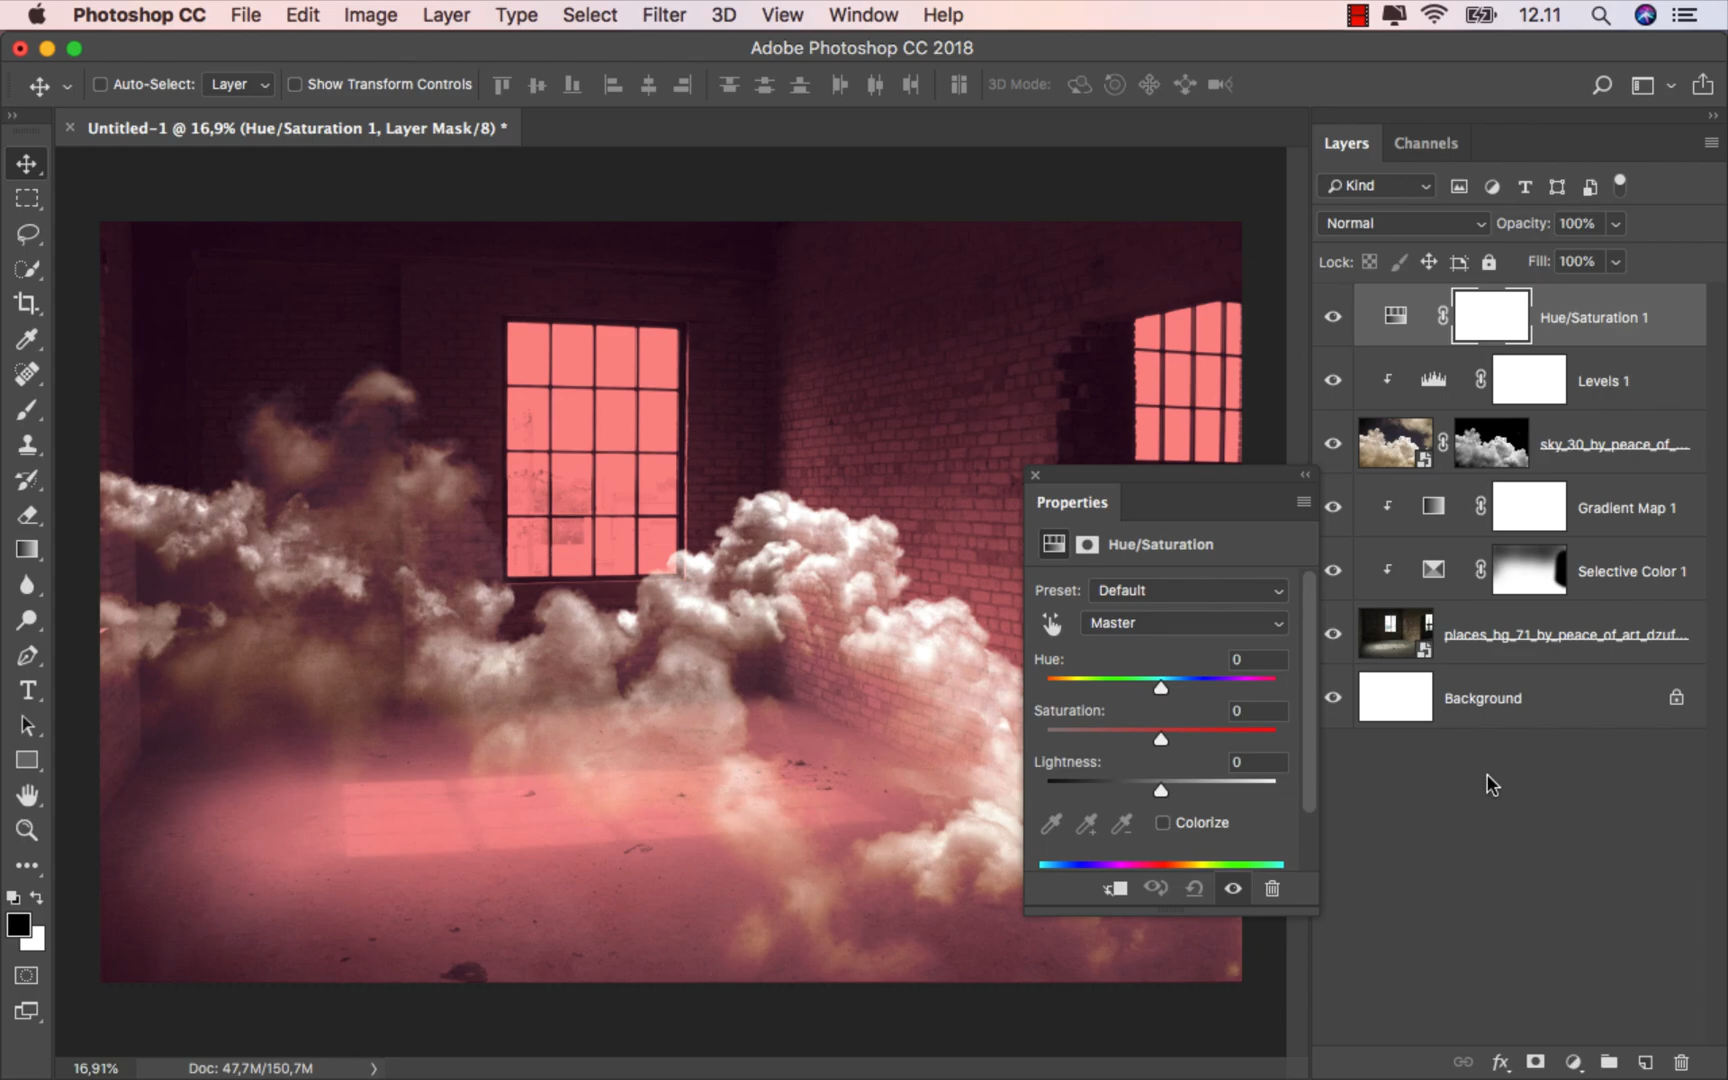 Photoshop CC File Edit Image Layer Type Select Filter 3D View Window Help 12.11
Adobe Photoshop CC 2018
Auto-Select: Layer Show Transform Controls 3D Mode:
Untitled-1 @ 16,9% (Hue/Saturation 1, Layer Mask/8) *
Layers Channels
Kind
Normal Opacity: 100%
Lock: Fill: 100%
Hue/Saturation 1
Levels 1
sky_30_by_peace_of_...
Gradient Map 1
Selective Color 1
places_bg_71_by_peace_of_art_dzuf...
Background
Properties
Hue/Saturation
Preset: Default
Master
Hue: 0
Saturation: 0
Lightness: 0
Colorize
16,91% Doc: 47,7M/150,7M